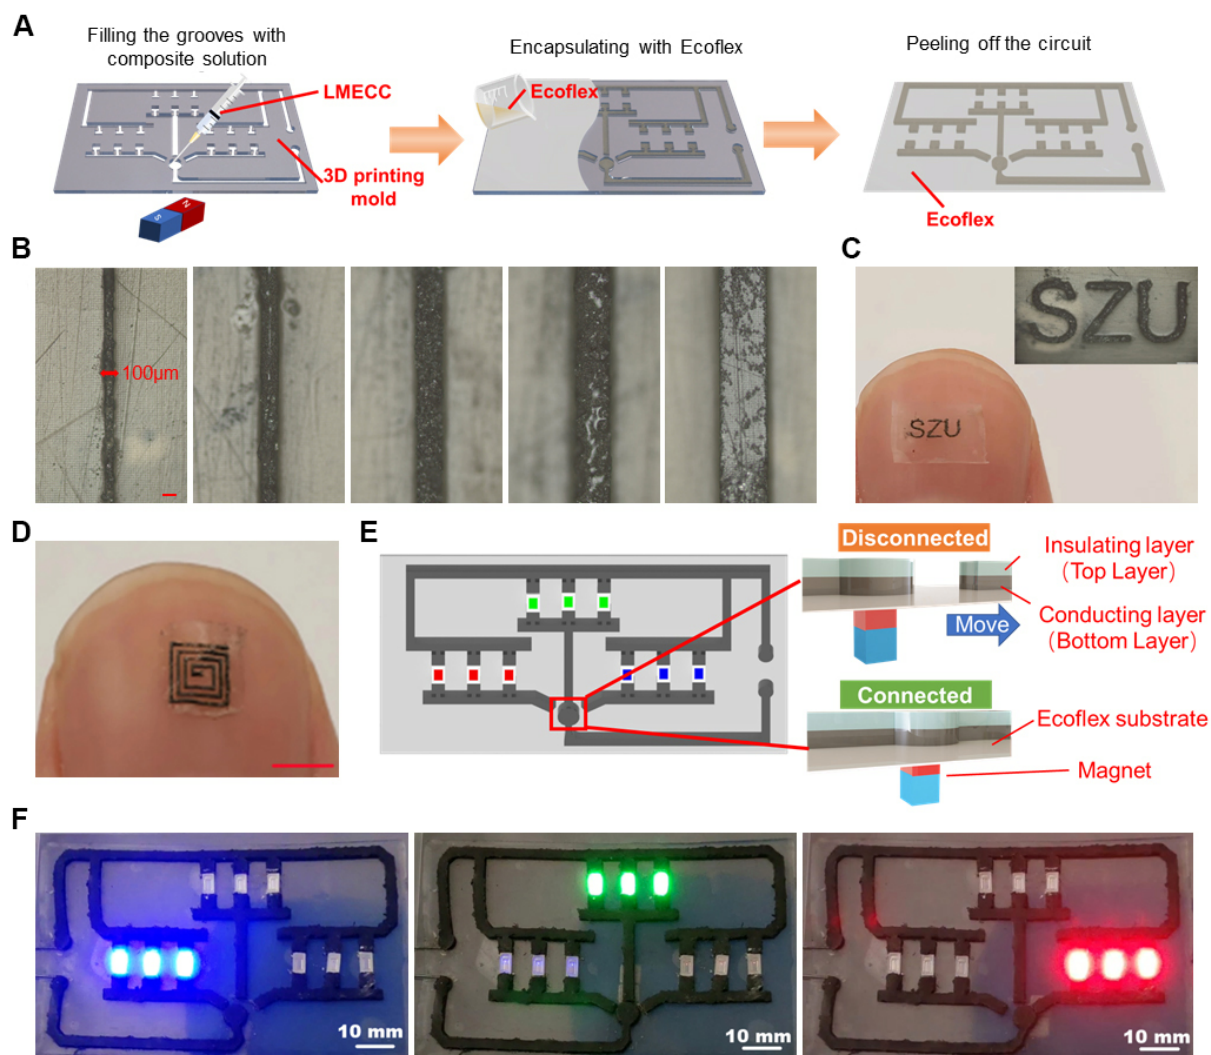 A
Filling the grooves with
composite solution
LMECC
3D printing
mold
S
N
Encapsulating with Ecoflex
Ecoflex
Peeling off the circuit
Ecoflex
B
100µm
C
SZU
SZU
D
E
Disconnected
Insulating layer
(Top Layer)
Conducting layer
(Bottom Layer)
Move
Connected
Ecoflex substrate
Magnet
F
10 mm
10 mm
10 mm